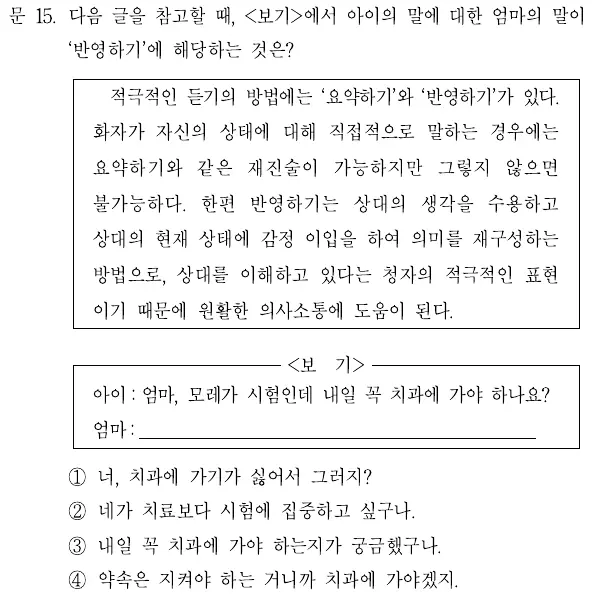 문 15. 다음 글을 참고할 때, <보기>에서 아이의 말에 대한 엄마의 말이
‘반영하기’에 해당하는 것은?
적극적인 듣기의 방법에는 ‘요약하기’와 ‘반영하기’가 있다.
화자가 자신의 상태에 대해 직접적으로 말하는 경우에는
요약하기와 같은 재진술이 가능하지만 그렇지 않으면
불가능하다. 한편 반영하기는 상대의 생각을 수용하고
상대의 현재 상태에 감정 이입을 하여 의미를 재구성하는
방법으로, 상대를 이해하고 있다는 청자의 적극적인 표현
이기 때문에 원활한 의사소통에 도움이 된다.
<보 기>
아이 : 엄마, 모레가 시험인데 내일 꼭 치과에 가야 하나요?
엄마 :
① 너, 치과에 가기가 싫어서 그러지?
② 네가 치료보다 시험에 집중하고 싶구나.
③ 내일 꼭 치과에 가야 하는지가 궁금했구나.
④ 약속은 지켜야 하는 거니까 치과에 가야겠지.